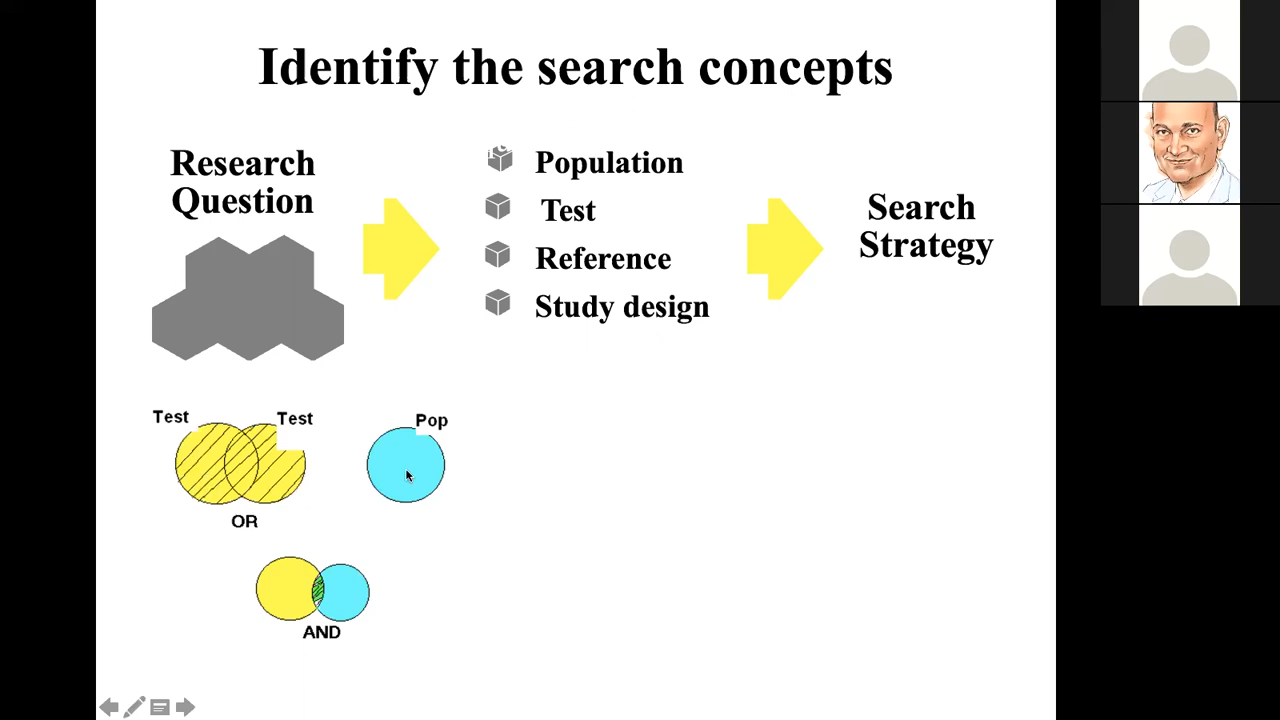 Identify the search concepts
Research
Question
Population
Test
Reference
Study design
Search
Strategy
Test
Test
OR
Pop
AND